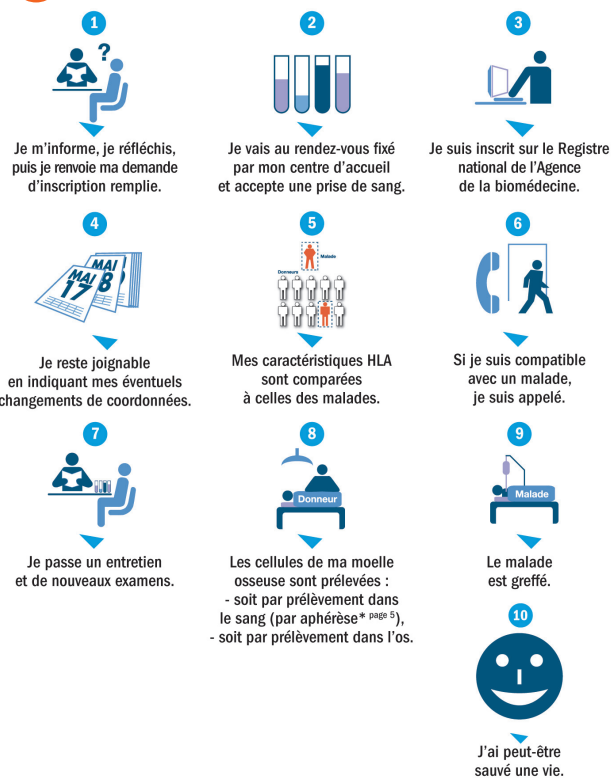 1
?
Je m'informe, je réfléchis,
puis je renvoie ma demande
d'inscription remplie.
2
Je vais au rendez-vous fixé
par mon centre d'accueil
et accepte une prise de sang.
3
Je suis inscrit sur le Registre
national de l'Agence
de la biomédecine.
4
MAI
8
MAI
17
Je reste joignable
en indiquant mes éventuels
changements de coordonnées.
5
Malade
Donneurs
Mes caractéristiques HLA
sont comparées
à celles des malades.
6
Si je suis compatible
avec un malade,
je suis appelé.
7
Je passe un entretien
et de nouveaux examens.
8
Donneur
Les cellules de ma moelle
osseuse sont prélevées :
- soit par prélèvement dans
le sang (par aphérèse* page 5),
- soit par prélèvement dans l'os.
9
Malade
Le malade
est greffé.
10
J'ai peut-être
sauvé une vie.